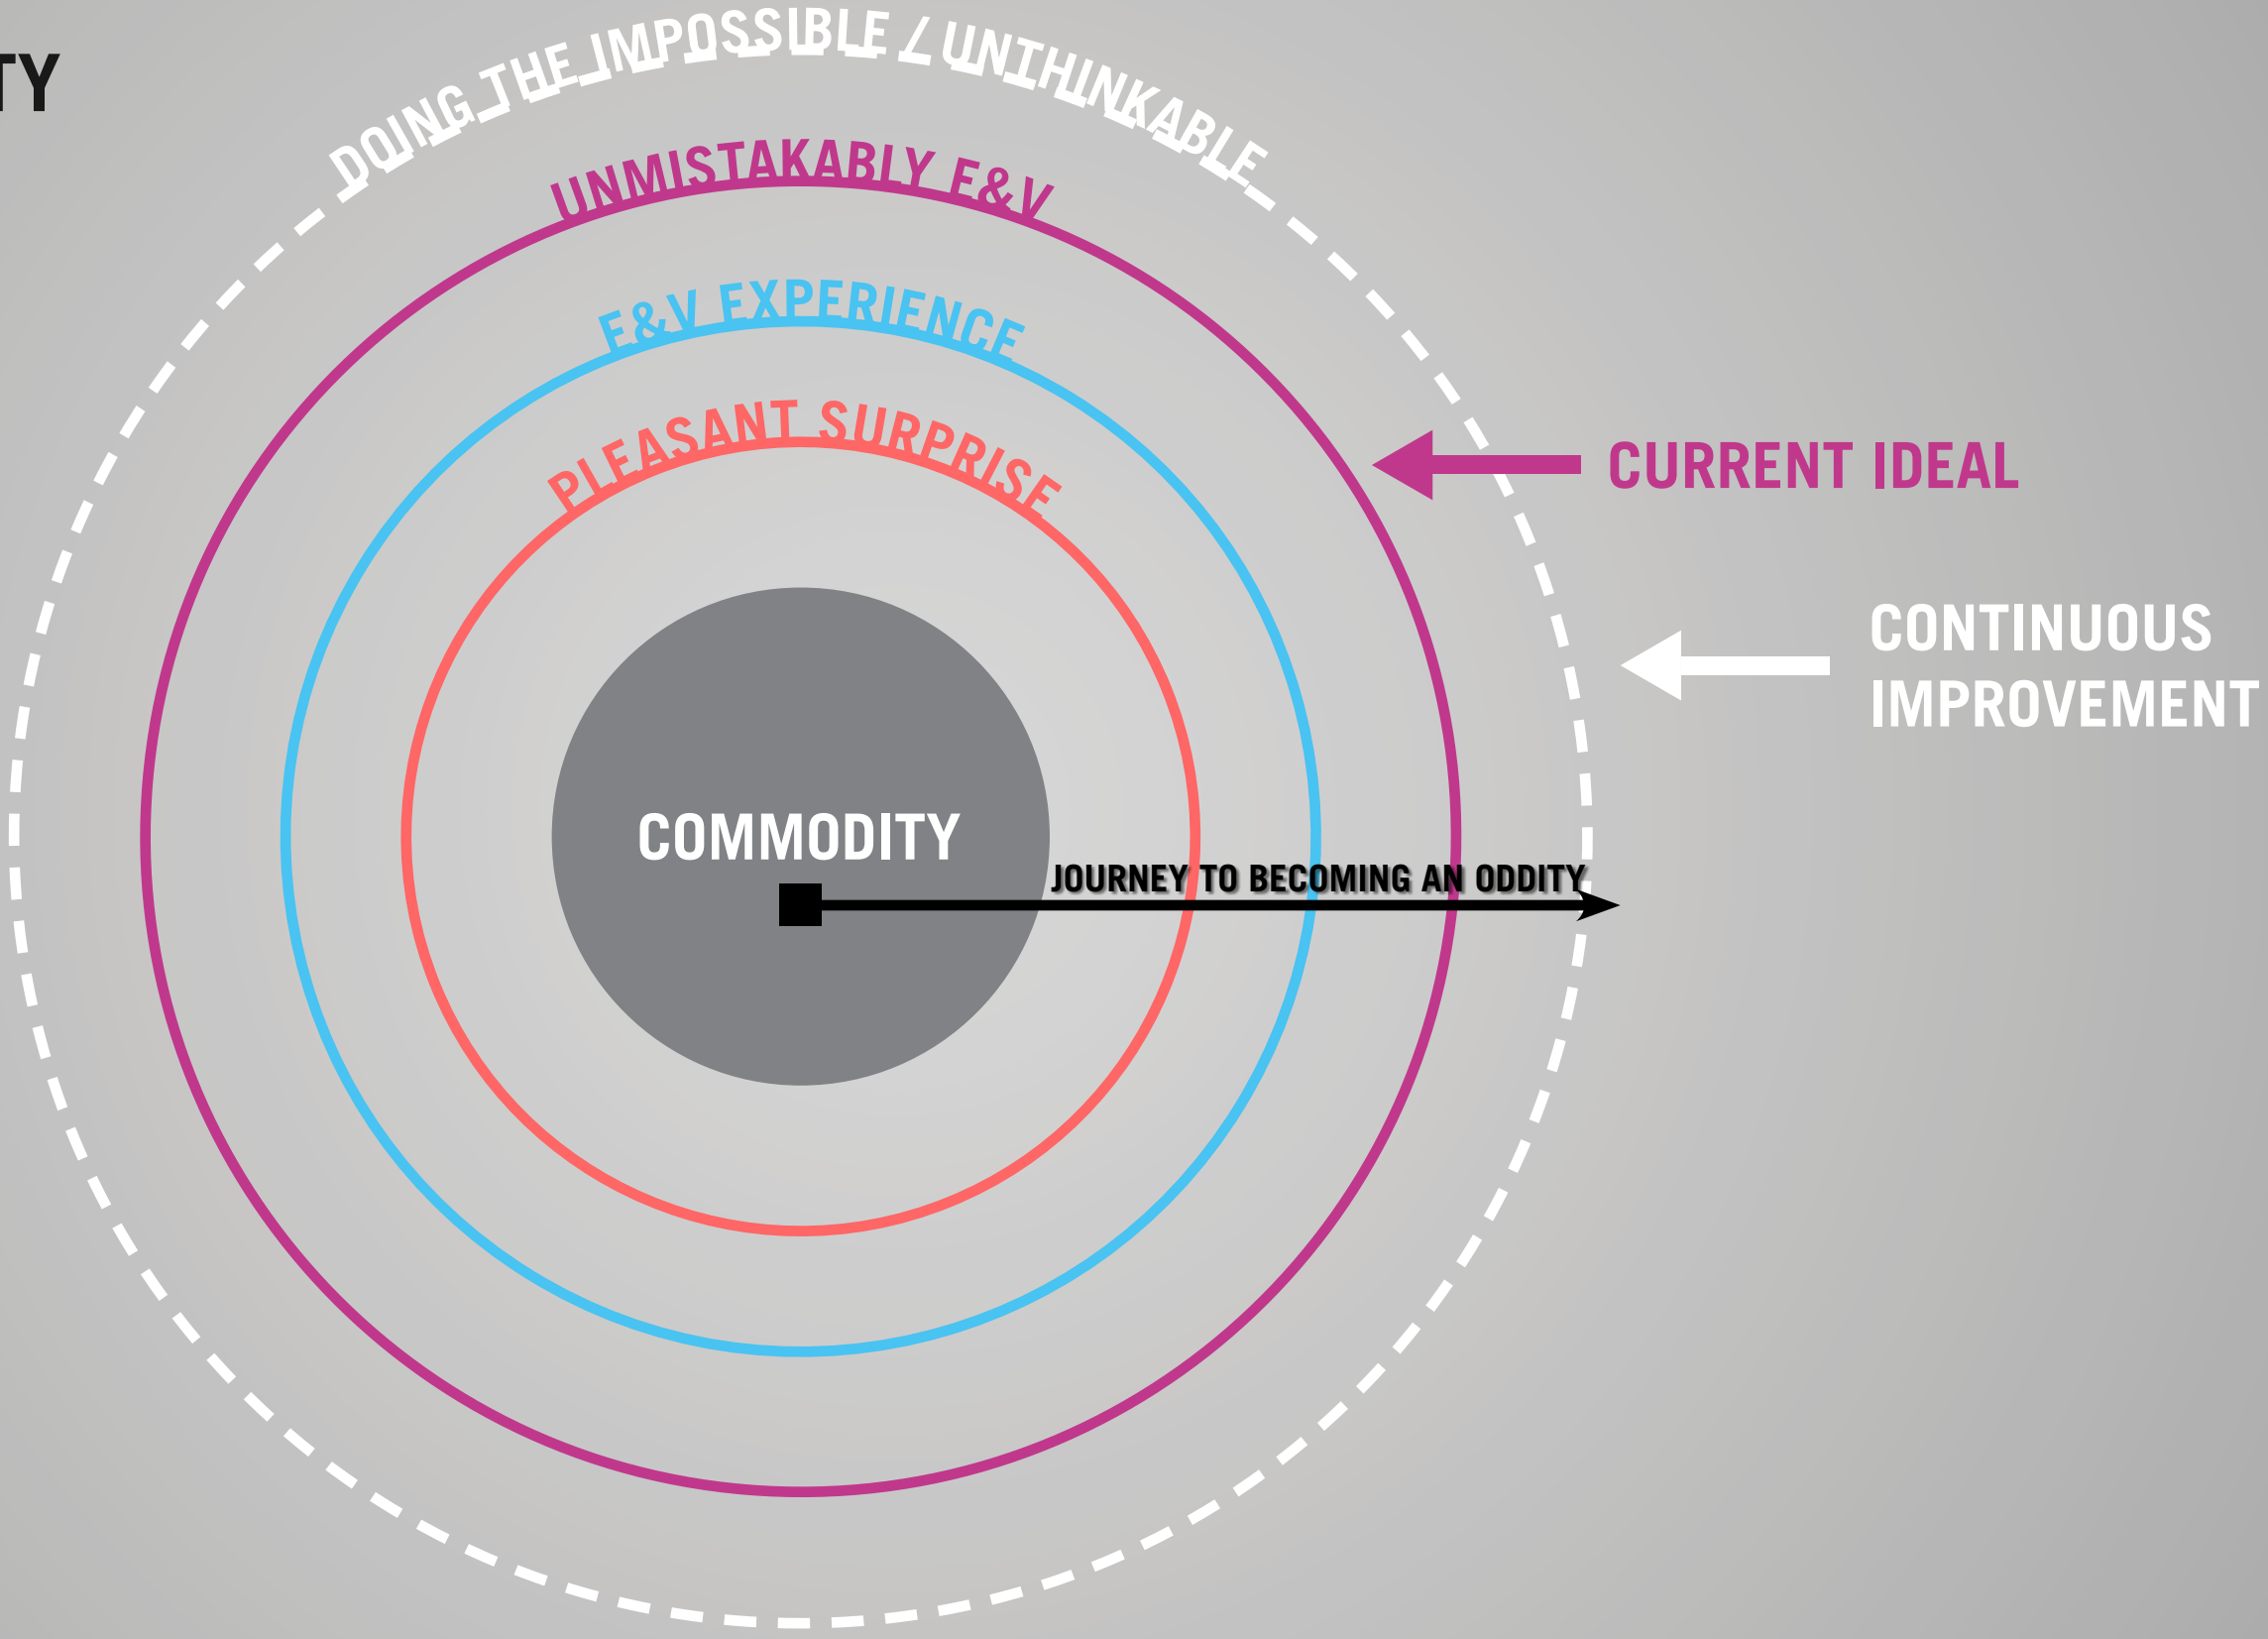 TY
DOING THE IMPOSSIBLE / UNTHINKABLE
UNMISTAKABLY E&V
E&V EXPERIENCE
PLEASANT SURPRISE
CURRENT IDEAL
CONTINUOUS
IMPROVEMENT
COMMODITY
JOURNEY TO BECOMING AN ODDITY